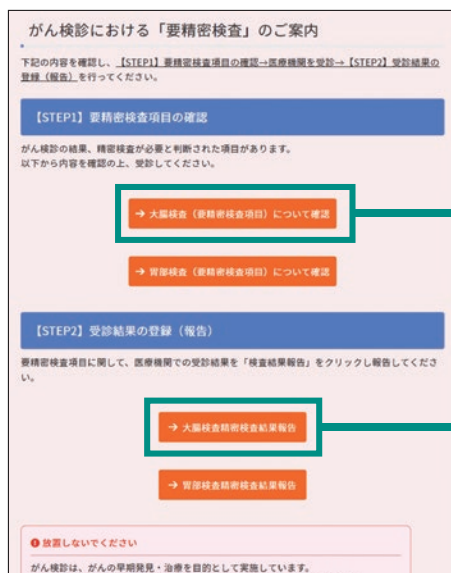 がん検診における「要精密検査」のご案内
下記の内容を確認し、【STEP1】要精密検査項目の確認→医療機関を受診→【STEP2】受診結果の
登録（報告）を行ってください。
【STEP1】要精密検査項目の確認
がん検診の結果、精密検査が必要と判断された項目があります。
以下から内容を確認の上、受診してください。
→ 大腸検査（要精密検査項目）について確認
→ 胃部検査（要精密検査項目）について確認
【STEP2】受診結果の登録（報告）
要精密検査項目に関して、医療機関での受診結果を「検査結果報告」をクリックし報告してくださ
い。
→ 大腸検査精密検査結果報告
→ 胃部検査精密検査結果報告
放置しないでください
がん検診は、がんの早期発見・治療を目的として実施しています。